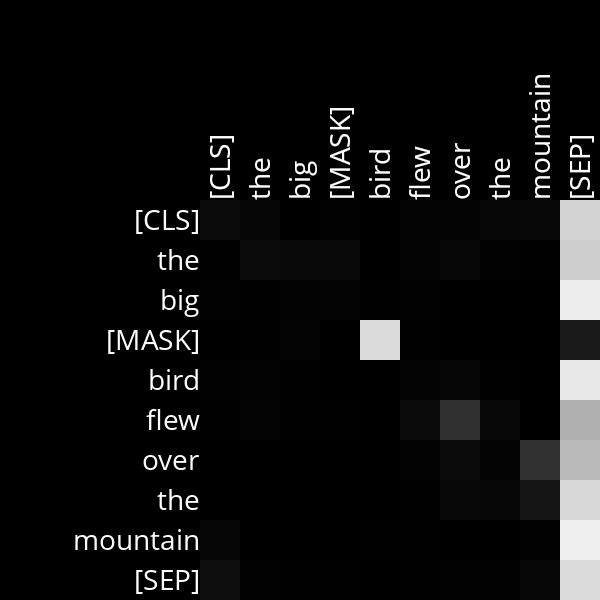 [CLS] the big [MASK] bird flew over the mountain [SEP]
[CLS]
the
big
[MASK]
bird
flew
over
the
mountain
[SEP]